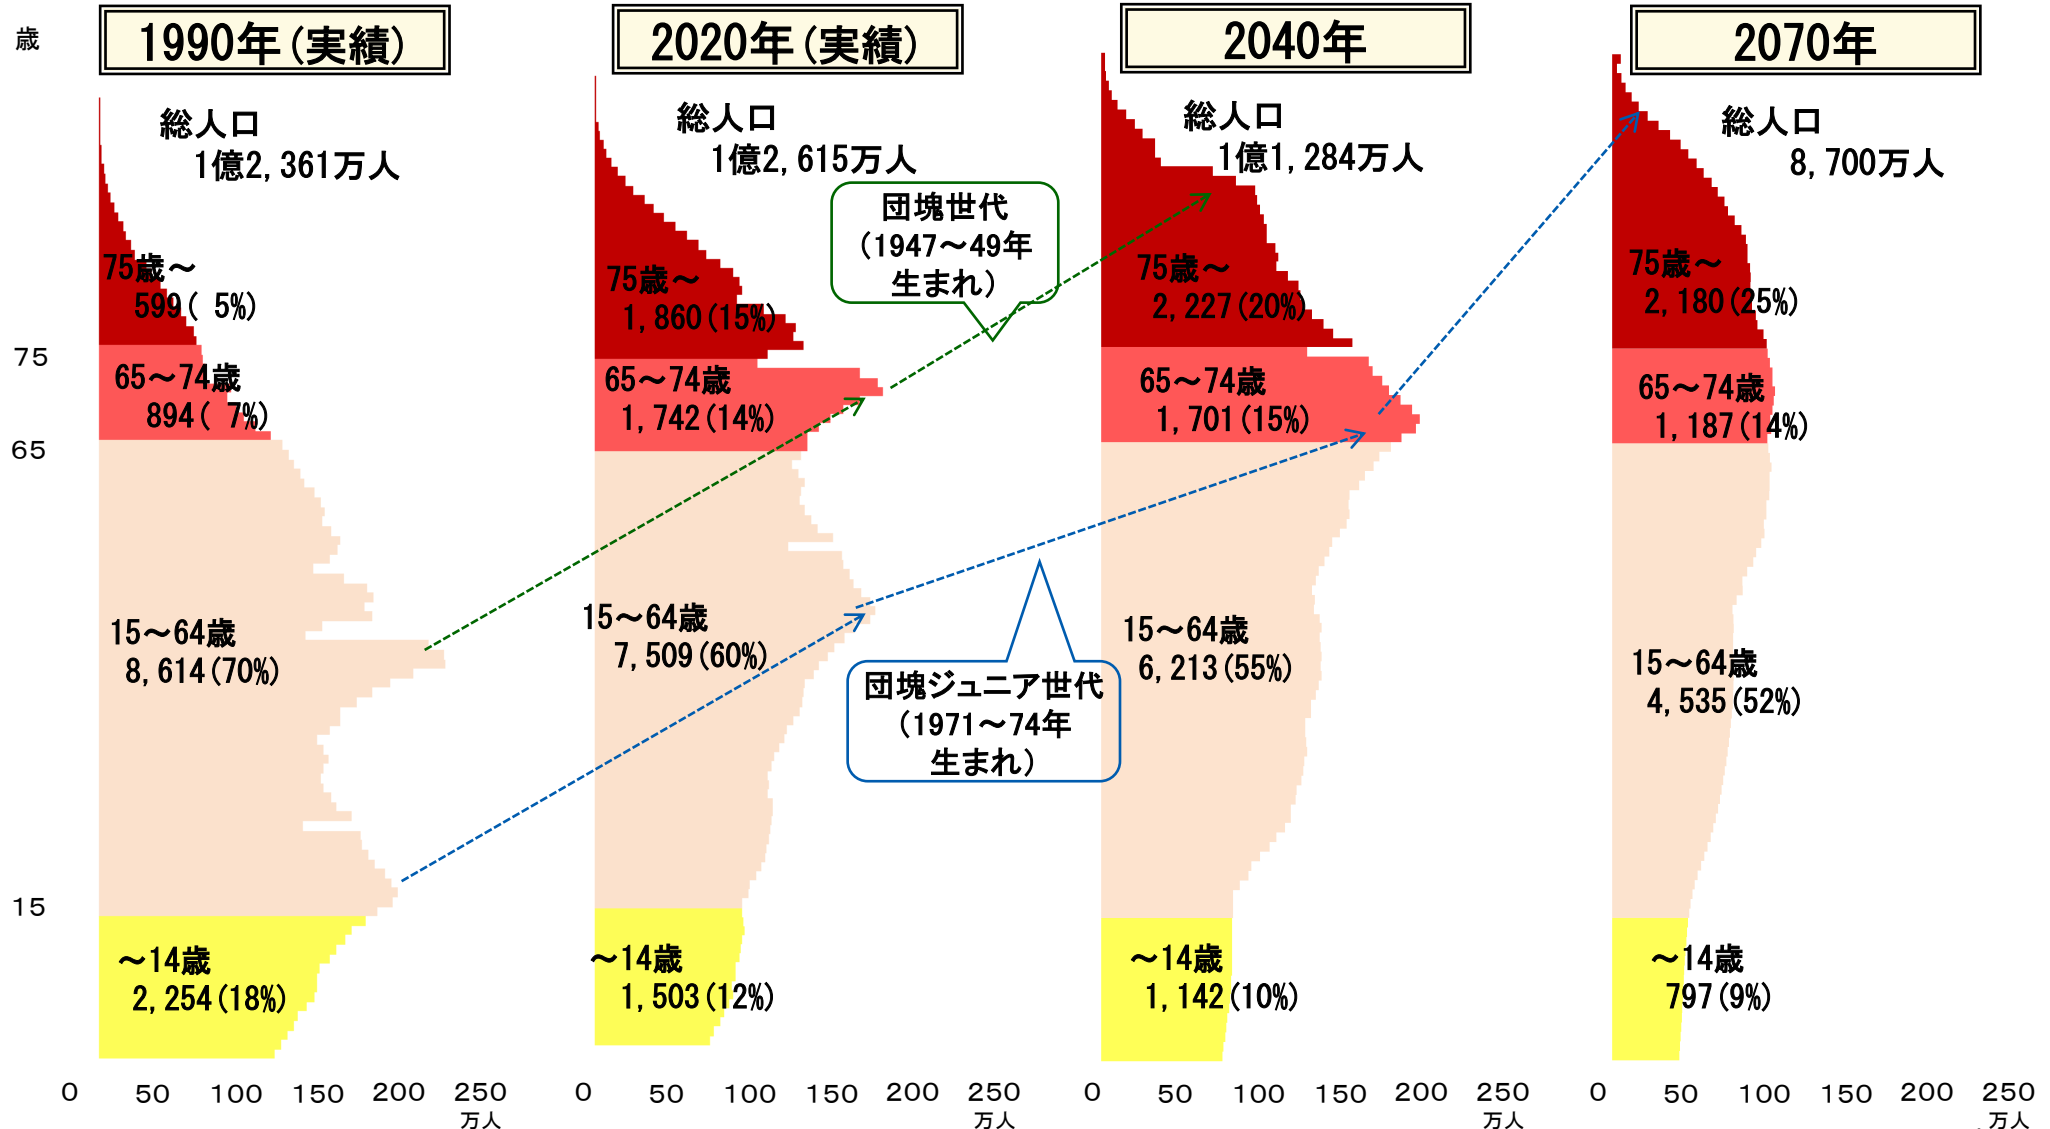 歳
1990年(実績)
総人口
1億2,361万人
75歳～
599( 5%)
65～74歳
894( 7%)
15～64歳
8,614(70%)
～14歳
2,254(18%)
75
65
15
0 50 100 150 200 250
万人
2020年(実績)
総人口
1億2,615万人
75歳～
1,860(15%)
65～74歳
1,742(14%)
15～64歳
7,509(60%)
～14歳
1,503(12%)
0 50 100 150 200 250
万人
団塊世代
(1947～49年
生まれ)
団塊ジュニア世代
(1971～74年
生まれ)
2040年
総人口
1億1,284万人
75歳～
2,227(20%)
65～74歳
1,701(15%)
15～64歳
6,213(55%)
～14歳
1,142(10%)
0 50 100 150 200 250
万人
2070年
総人口
8,700万人
75歳～
2,180(25%)
65～74歳
1,187(14%)
15～64歳
4,535(52%)
～14歳
797(9%)
0 50 100 150 200 250
万人